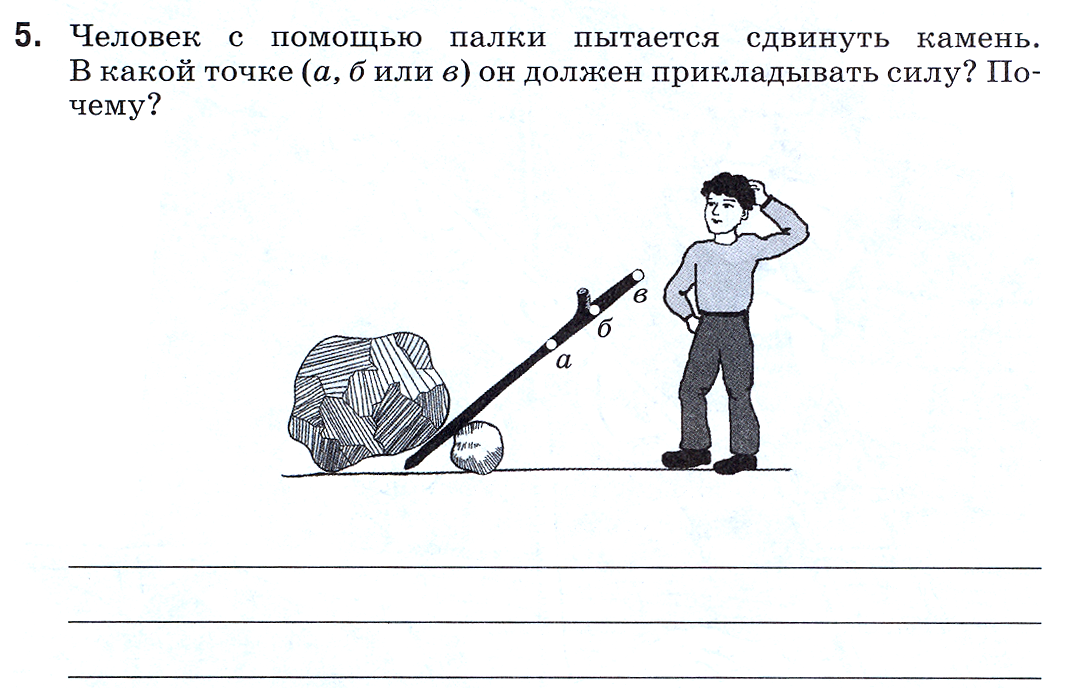 5. Человек с помощью палки пытается сдвинуть камень.
В какой точке (а, б или в) он должен прикладывать силу? По-
чему?
в
б
а